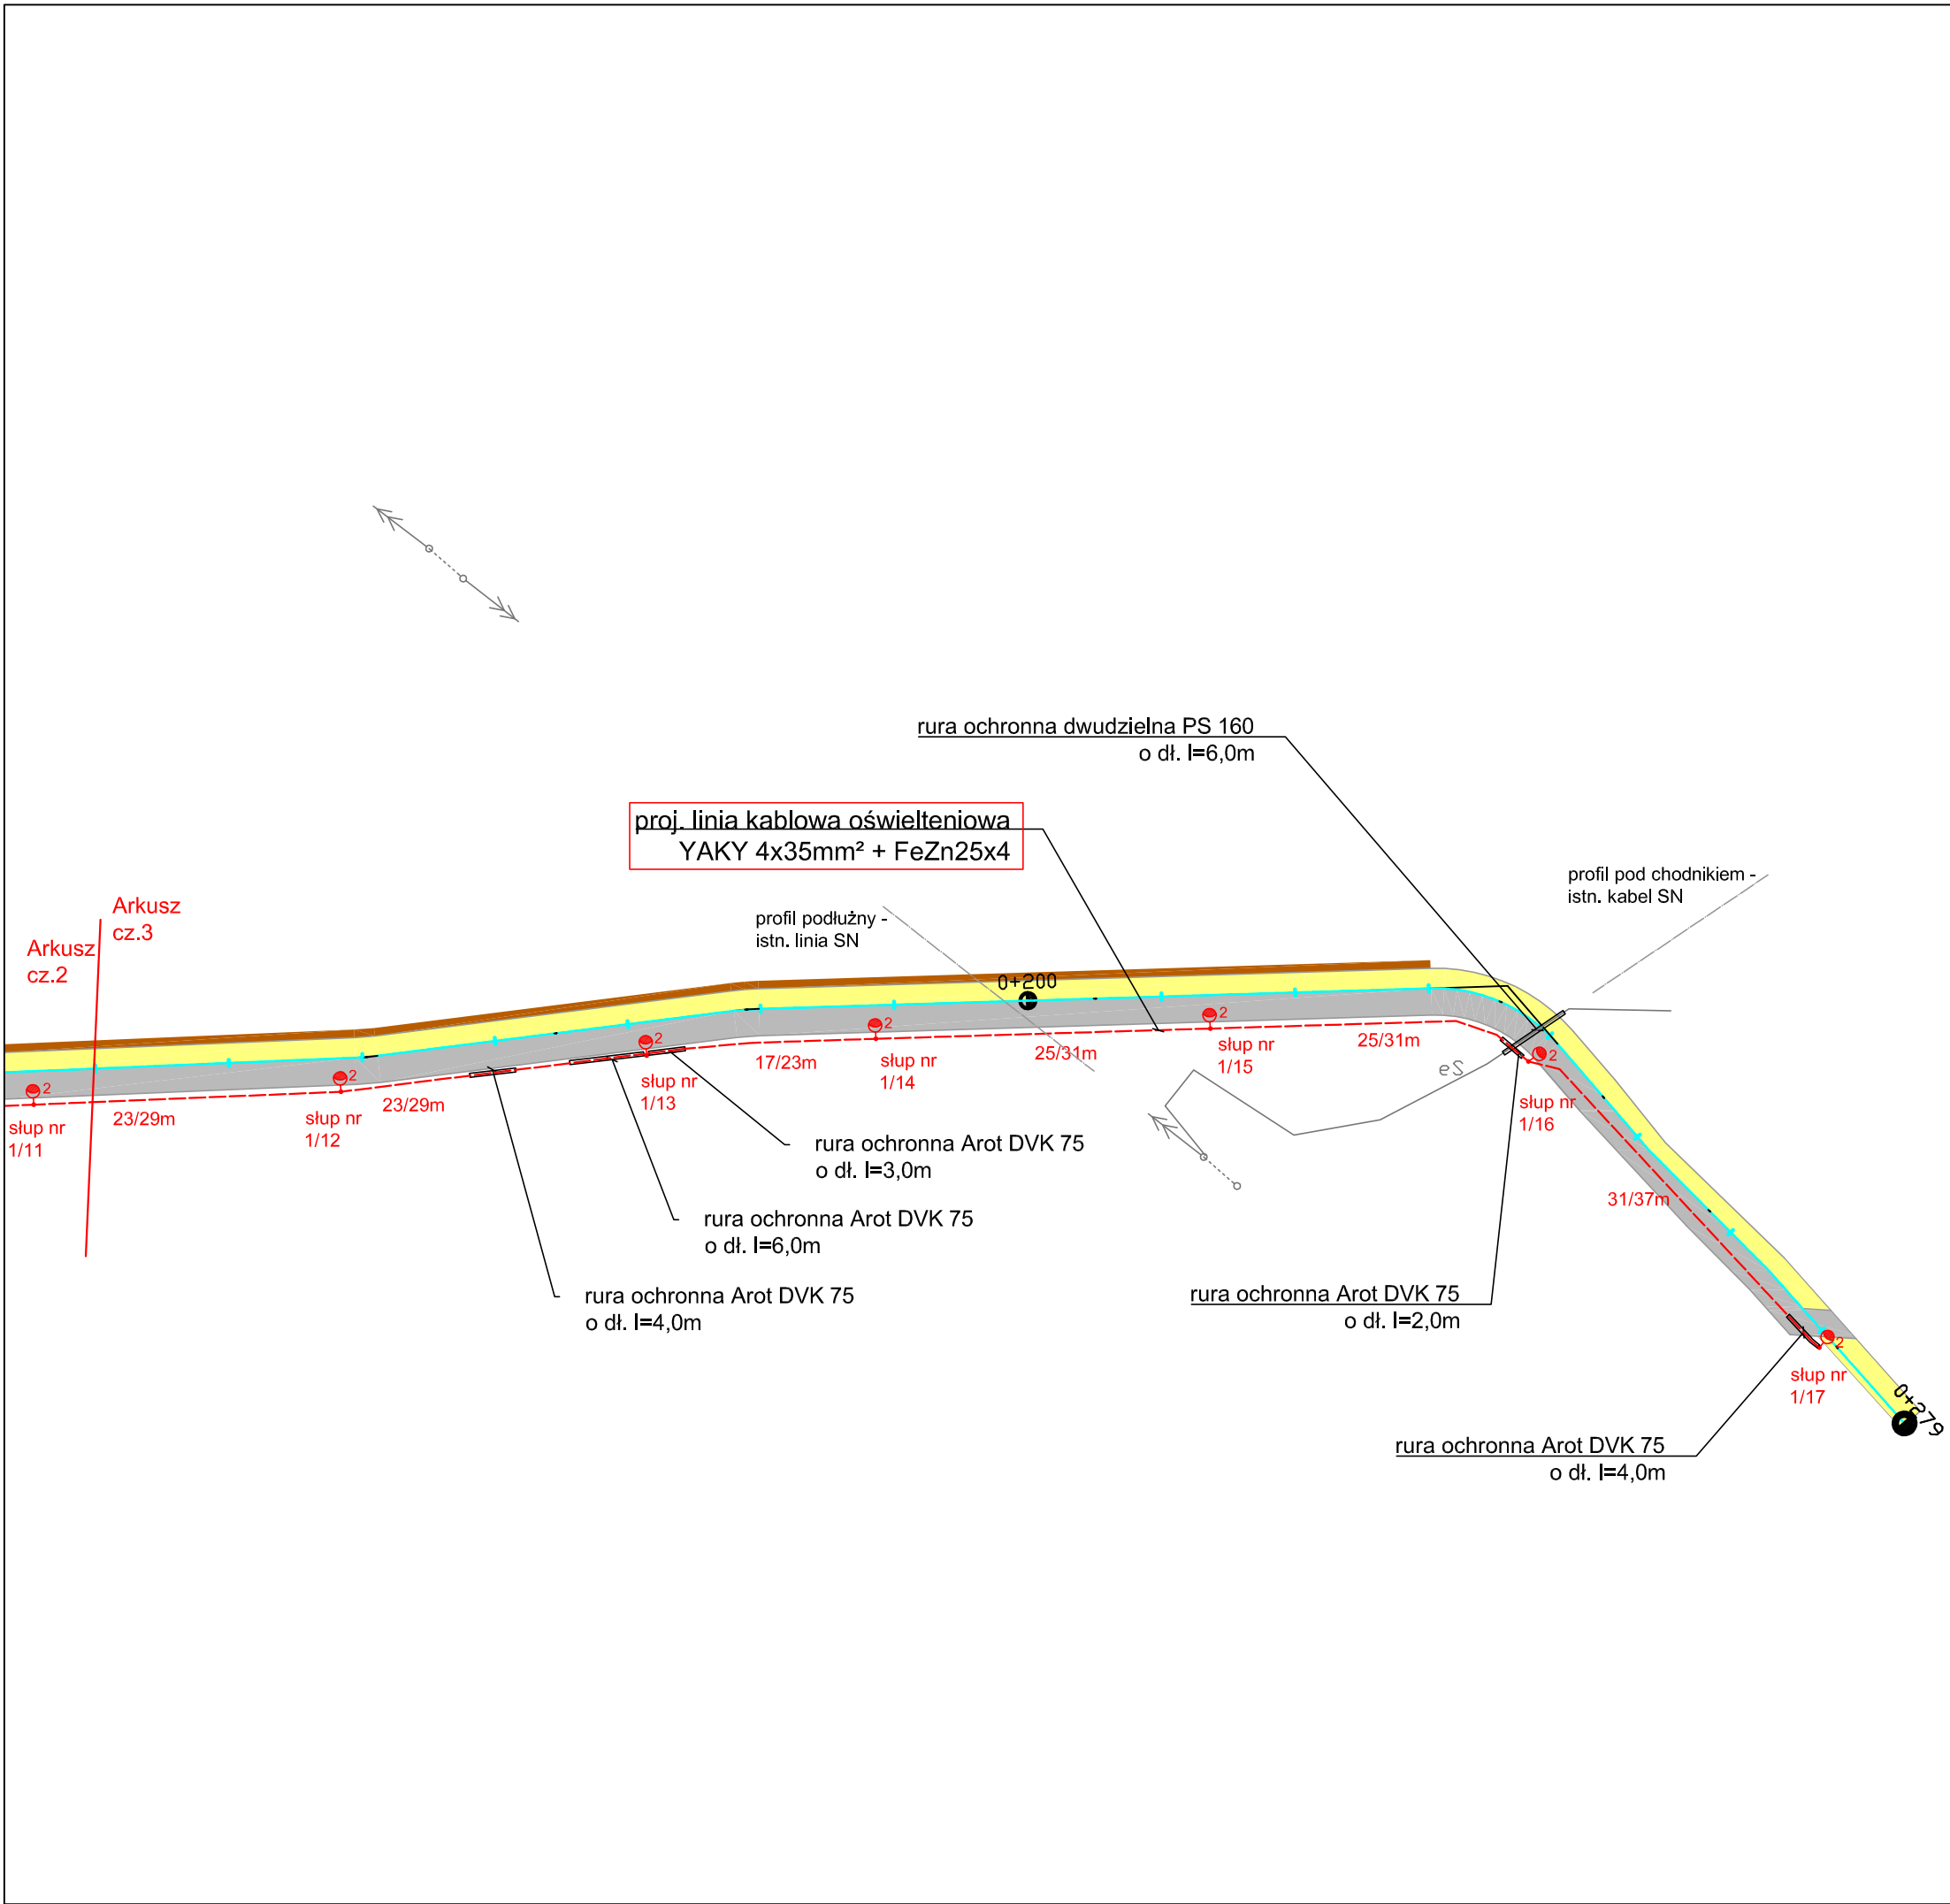 rura ochronna dwudzielna PS 160
o dł. l=6,0m
proj. linia kablowa oświelteniowa
YAKY 4x35mm² + FeZn25x4
profil pod chodnikiem -
istn. kabel SN
profil podłużny -
istn. linia SN
Arkusz
cz.3
Arkusz
cz.2
0+200
2
słup nr
1/11
23/29m
2
słup nr
1/12
23/29m
2
słup nr
1/13
17/23m
2
słup nr
1/14
25/31m
2
słup nr
1/15
25/31m
eS
2
słup nr
1/16
31/37m
rura ochronna Arot DVK 75
o dł. l=3,0m
rura ochronna Arot DVK 75
o dł. l=6,0m
rura ochronna Arot DVK 75
o dł. l=4,0m
rura ochronna Arot DVK 75
o dł. l=2,0m
2
słup nr
1/17
0+279
rura ochronna Arot DVK 75
o dł. l=4,0m